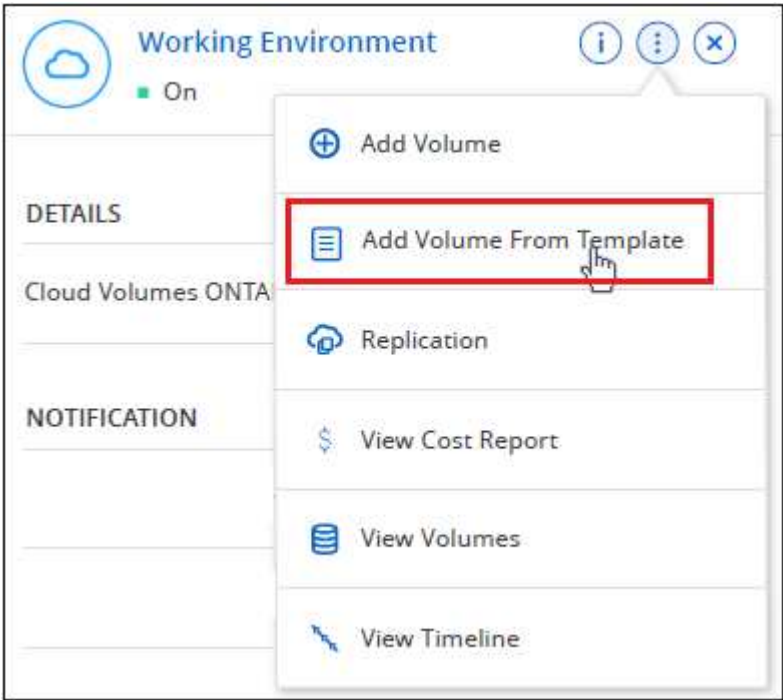 Working Environment
On
Add Volume
DETAILS
Add Volume From Template
Cloud Volumes ONTA
Replication
NOTIFICATION
View Cost Report
View Volumes
View Timeline